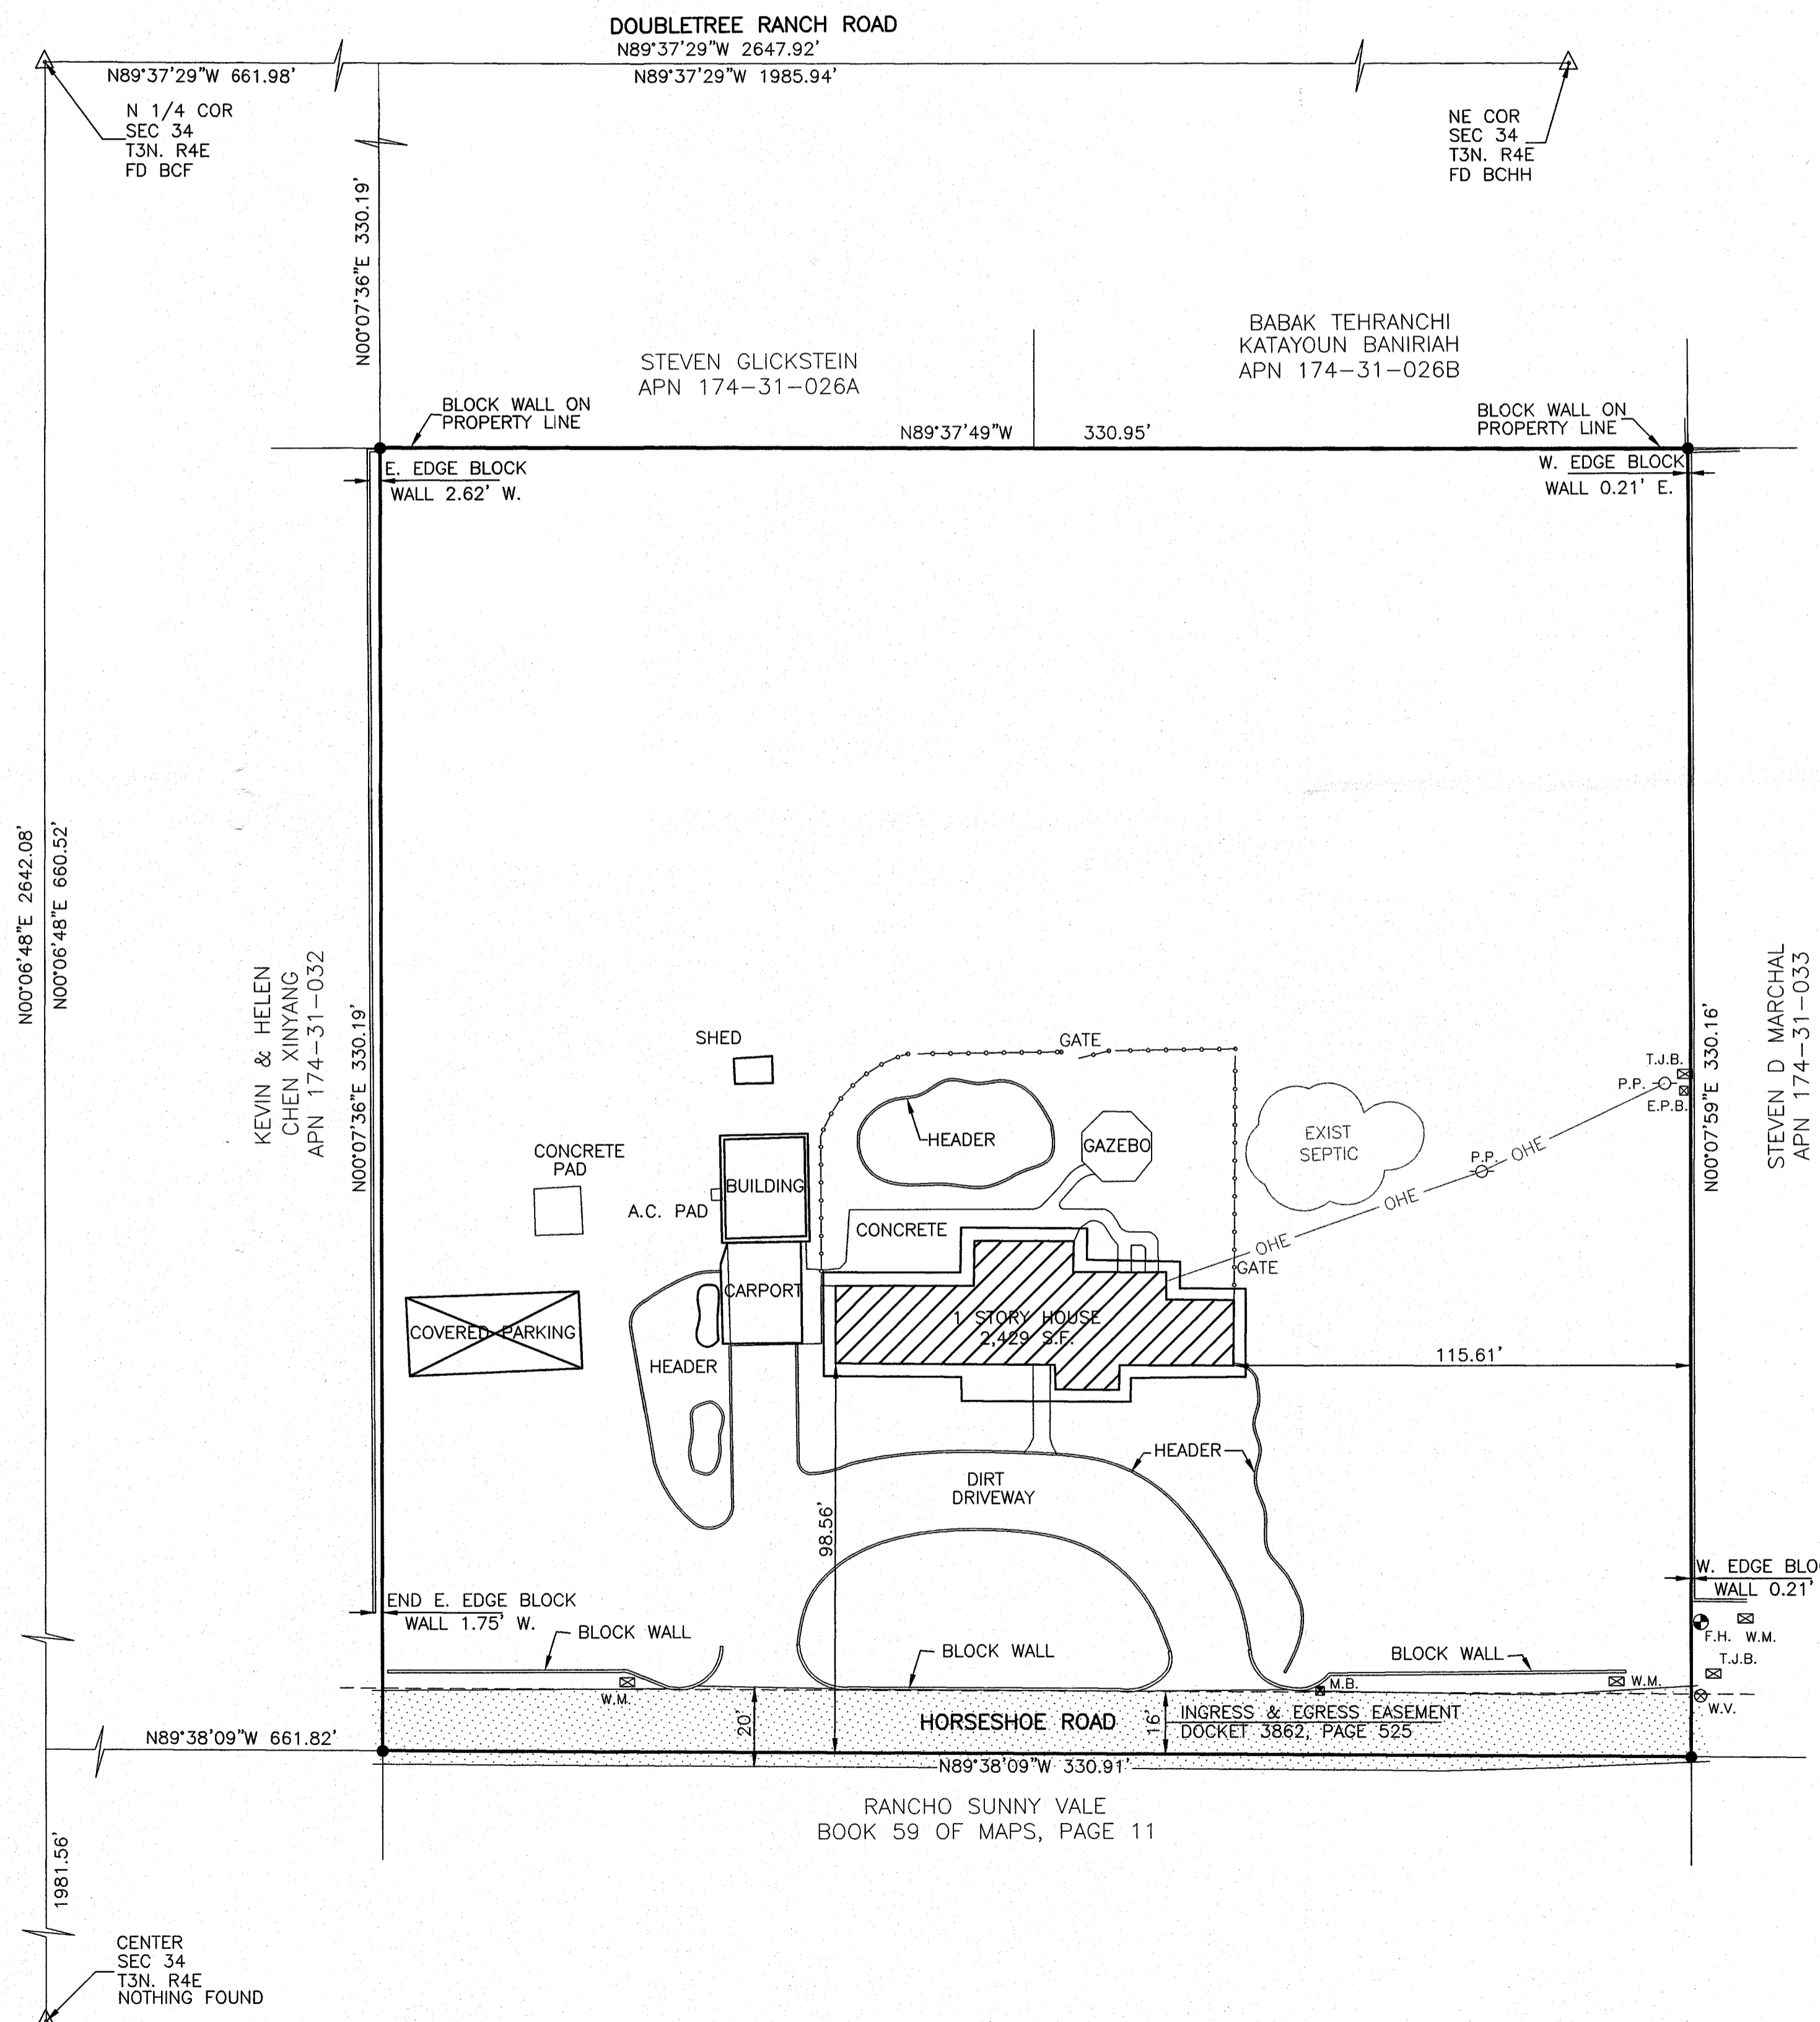 DOUBLETREE RANCH ROAD
N89°37'29"W 2647.92'
N89°37'29"W 661.98'
N89°37'29"W 1985.94'
N 1/4 COR
SEC 34
T3N. R4E
FD BCF
NE COR
SEC 34
T3N. R4E
FD BCHH
N00°07'36"E 330.19'
STEVEN GLICKSTEIN
APN 174-31-026A
BABAK TEHRANCHI
KATAYOUN BANIRIAH
APN 174-31-026B
BLOCK WALL ON
PROPERTY LINE
N89°37'49"W 330.95'
BLOCK WALL ON
PROPERTY LINE
E. EDGE BLOCK
WALL 2.62' W.
W. EDGE BLOCK
WALL 0.21' E.
N00°06'48"E 2642.08'
N00°06'48"E 660.52'
KEVIN & HELEN
CHEN XINYANG
APN 174-31-032
N00°07'36"E 330.19'
N00°07'59"E 330.16'
STEVEN D MARCHAL
APN 174-31-033
SHED
GATE
T.J.B.
P.P.
E.P.B.
HEADER
GAZEBO
EXIST
SEPTIC
P.P.
OHE
OHE
OHE
CONCRETE
PAD
BUILDING
A.C. PAD
CONCRETE
GATE
CARPORT
COVERED PARKING
1 STORY HOUSE
2,429 S.F.
HEADER
115.61'
HEADER
DIRT
DRIVEWAY
98.56'
W. EDGE BLO
WALL 0.21'
END E. EDGE BLOCK
WALL 1.75' W.
BLOCK WALL
BLOCK WALL
BLOCK WALL
F.H. W.M.
T.J.B.
W.M.
M.B.
W.M.
W.V.
20'
HORSESHOE ROAD
16'
INGRESS & EGRESS EASEMENT
DOCKET 3862, PAGE 525
N89°38'09"W 661.82'
N89°38'09"W 330.91'
RANCHO SUNNY VALE
BOOK 59 OF MAPS, PAGE 11
1981.56'
CENTER
SEC 34
T3N. R4E
NOTHING FOUND